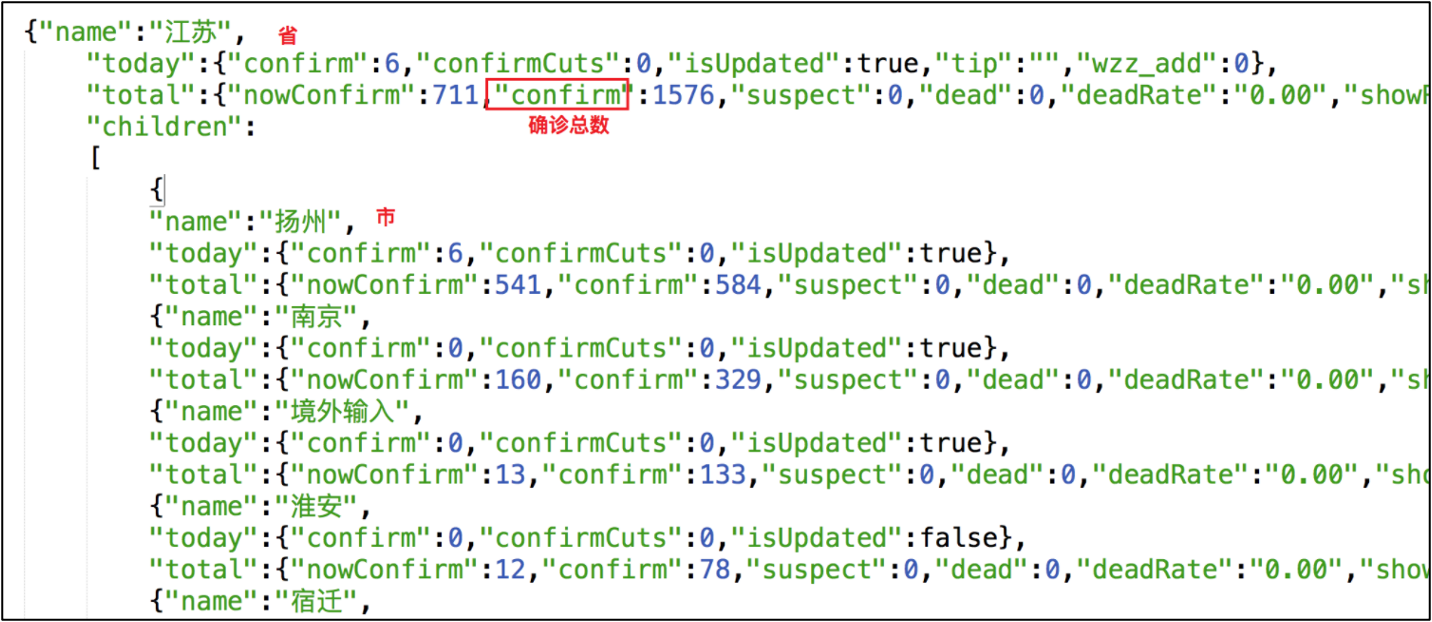 {"name":"江苏", 省
"today":{"confirm":6,"confirmCuts":0,"isUpdated":true,"tip":"","wzz_add":0},
"total":{"nowConfirm":711,"confirm":1576,"suspect":0,"dead":0,"deadRate":"0.00","show
"children": 确诊总数
[
{
"name":"扬州", 市
"today":{"confirm":6,"confirmCuts":0,"isUpdated":true},
"total":{"nowConfirm":541,"confirm":584,"suspect":0,"dead":0,"deadRate":"0.00","sh
{"name":"南京",
"today":{"confirm":0,"confirmCuts":0,"isUpdated":true},
"total":{"nowConfirm":160,"confirm":329,"suspect":0,"dead":0,"deadRate":"0.00","sh
{"name":"境外输入",
"today":{"confirm":0,"confirmCuts":0,"isUpdated":true},
"total":{"nowConfirm":13,"confirm":133,"suspect":0,"dead":0,"deadRate":"0.00","sho
{"name":"淮安",
"today":{"confirm":0,"confirmCuts":0,"isUpdated":false},
"total":{"nowConfirm":12,"confirm":78,"suspect":0,"dead":0,"deadRate":"0.00","show
{"name":"宿迁",